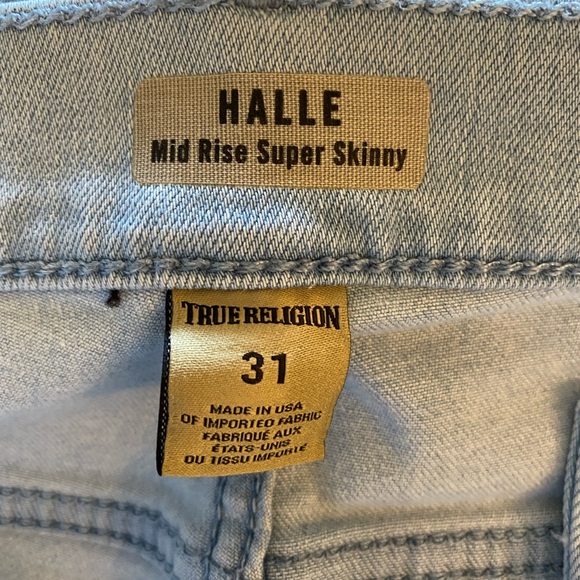 HALLE
Mid Rise Super Skinny
TRUE RELIGION
31
MADE IN USA
OF IMPORTED FABRIC
FABRIQUÉ AUX
ÉTATS-UNIS
OU TISSU IMPORTÉ